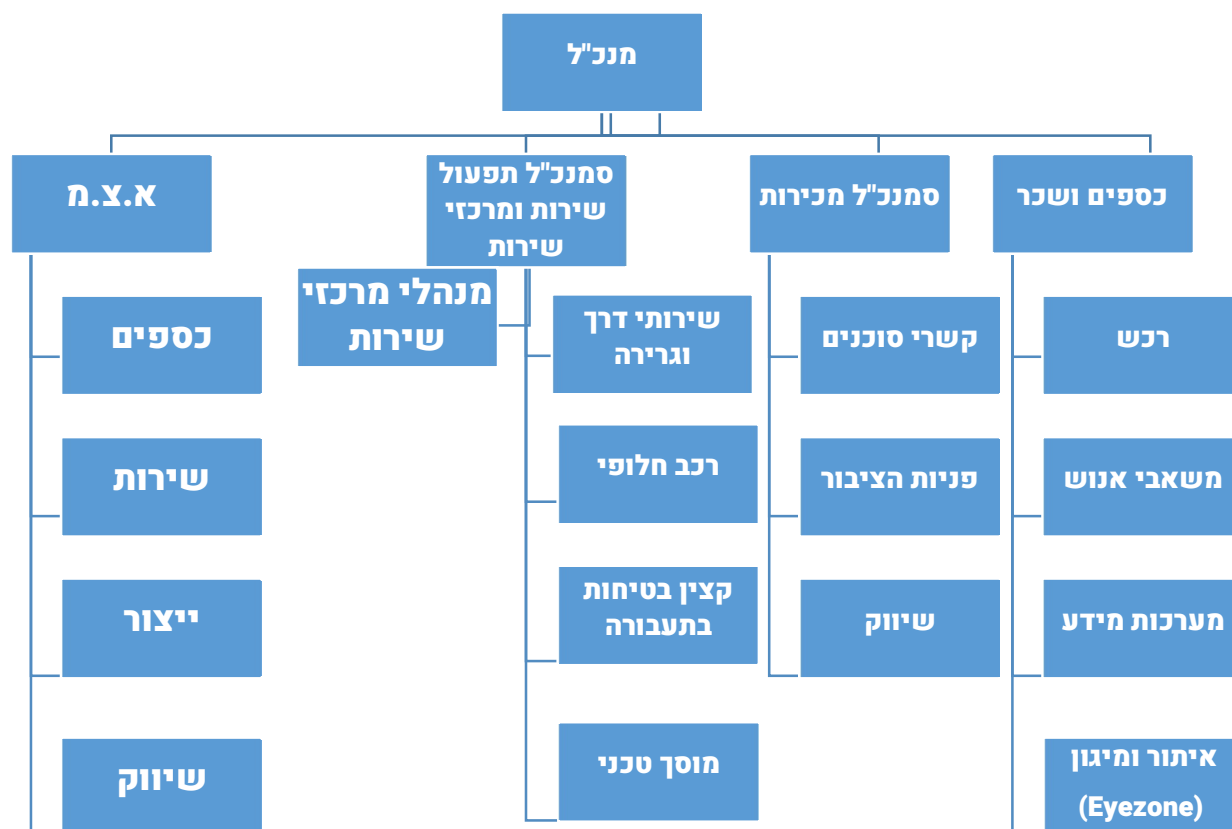 מנכ"ל
כספים ושכר
סמנכ"ל מכירות
סמנכ"ל תפעול
שירות ומרכזי
שירות
א.צ.מ
רכש
משאבי אנוש
מערכות מידע
איתור ומיגון
(Eyezone)
קשרי סוכנים
פניות הציבור
שיווק
מנהלי מרכזי
שירות
שירותי דרך
וגרירה
רכב חלופי
קצין בטיחות
בתעבורה
מוסך טכני
כספים
שירות
ייצור
שיווק